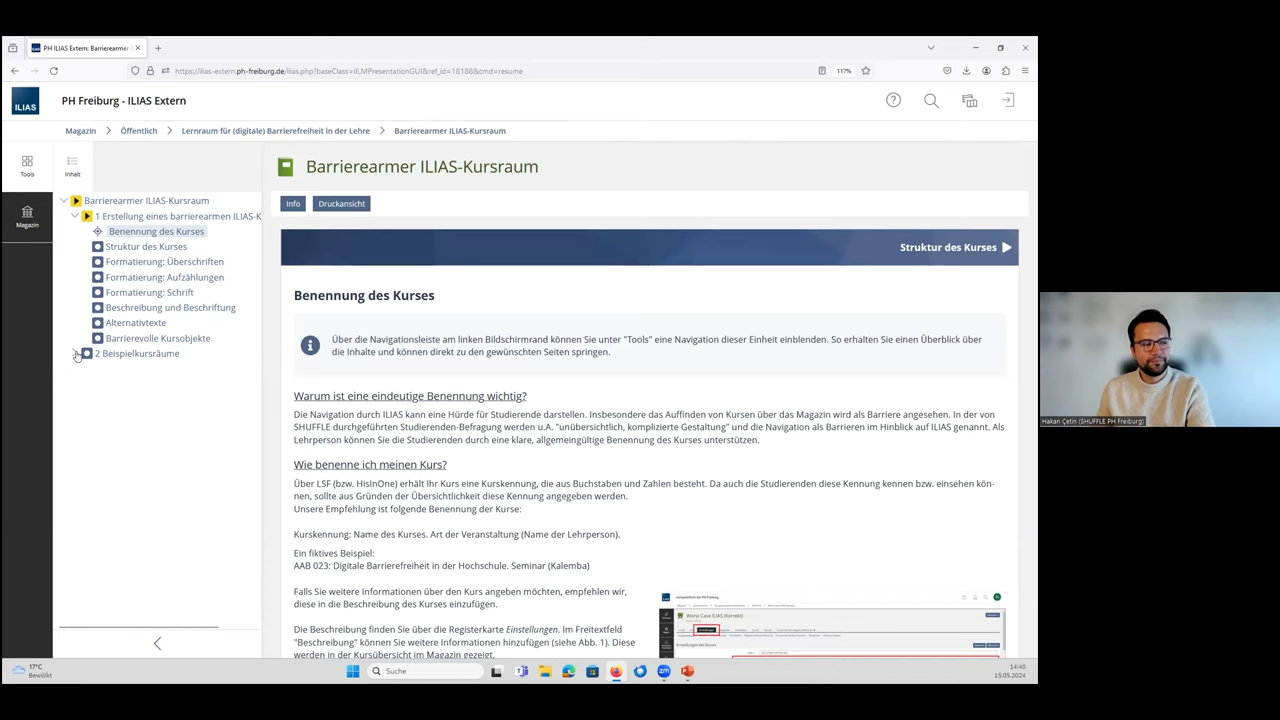 PH ILIAS Extern: Barrierearmer
https://ilias-extern.ph-freiburg.de/ilias.php?baseClass=ilLMPresentationGUI&ref_id=18188&cmd=resume
117%
ILIAS
PH Freiburg - ILIAS Extern
Magazin
Öffentlich
Lernraum für (digitale) Barrierefreiheit in der Lehre
Barrierearmer ILIAS-Kursraum
Tools
Inhalt
Magazin
Barrierearmer ILIAS-Kursraum
1 Erstellung eines barrierearmen ILIAS-K
Benennung des Kurses
Struktur des Kurses
Formatierung: Überschriften
Formatierung: Aufzählungen
Formatierung: Schrift
Beschreibung und Beschriftung
Alternativtexte
Barrierevolle Kursobjekte
2 Beispielkursräume
Barrierearmer ILIAS-Kursraum
Info
Druckansicht
Struktur des Kurses
Benennung des Kurses
Über die Navigationsleiste am linken Bildschirmrand können Sie unter "Tools" eine Navigation dieser Einheit einblenden. So erhalten Sie einen Überblick über
die Inhalte und können direkt zu den gewünschten Seiten springen.
Warum ist eine eindeutige Benennung wichtig?
Die Navigation durch ILIAS kann eine Hürde für Studierende darstellen. Insbesondere das Auffinden von Kursen über das Magazin wird als Barriere angesehen. In der von
SHUFFLE durchgeführten Studierenden-Befragung werden u.A. "unübersichtlich, komplizierte Gestaltung" und die Navigation als Barrieren im Hinblick auf ILIAS genannt. Als
Lehrperson können Sie die Studierenden durch eine klare, allgemeingültige Benennung des Kurses unterstützen.
Wie benenne ich meinen Kurs?
Über LSF (bzw. HisInOne) erhält Ihr Kurs eine Kurskennung, die aus Buchstaben und Zahlen besteht. Da auch die Studierenden diese Kennung kennen bzw. einsehen kön-
nen, sollte aus Gründen der Übersichtlichkeit diese Kennung angegeben werden.
Unsere Empfehlung ist folgende Benennung der Kurse:
Kurskennung: Name des Kurses. Art der Veranstaltung (Name der Lehrperson).
Ein fiktives Beispiel:
AAB 023: Digitale Barrierefreiheit in der Hochschule. Seminar (Kalemba)
Falls Sie weitere Informationen über den Kurs angeben möchten, empfehlen wir,
diese in die Beschreibung des Kurses einzufügen.
Die Beschreibung finden Sie über die Registerkarte Einstellungen. Im Freitextfeld
"Beschreibung" können Sie weitere Informationen hinzufügen (siehe Abb. 1). Diese
werden in der Kursübersicht im Magazin gezeigt.
Worst Case ILIAS (Korrekt)
Einstellungen des Kurses
Hakan Çetin (SHUFFLE PH Freiburg)
17°C
Bewölkt
Suche
14:40
15.05.2024